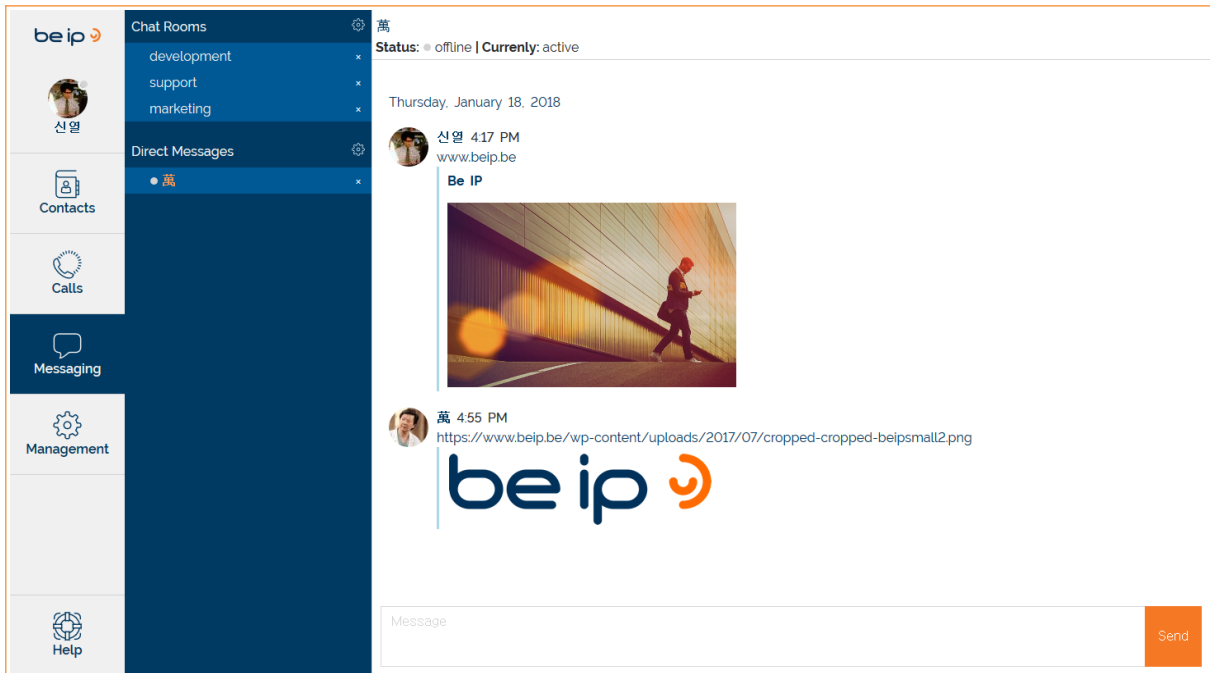 be ip
신열
Contacts
Calls
Messaging
Management
Help
Chat Rooms
development ×
support ×
marketing ×
Direct Messages
萬 ×
萬
Status: offline | Currenly: active
Thursday, January 18, 2018
신열 4:17 PM
www.beip.be
Be IP
萬 4:55 PM
https://www.beip.be/wp-content/uploads/2017/07/cropped-cropped-beipsmall2.png
be ip
Message
Send